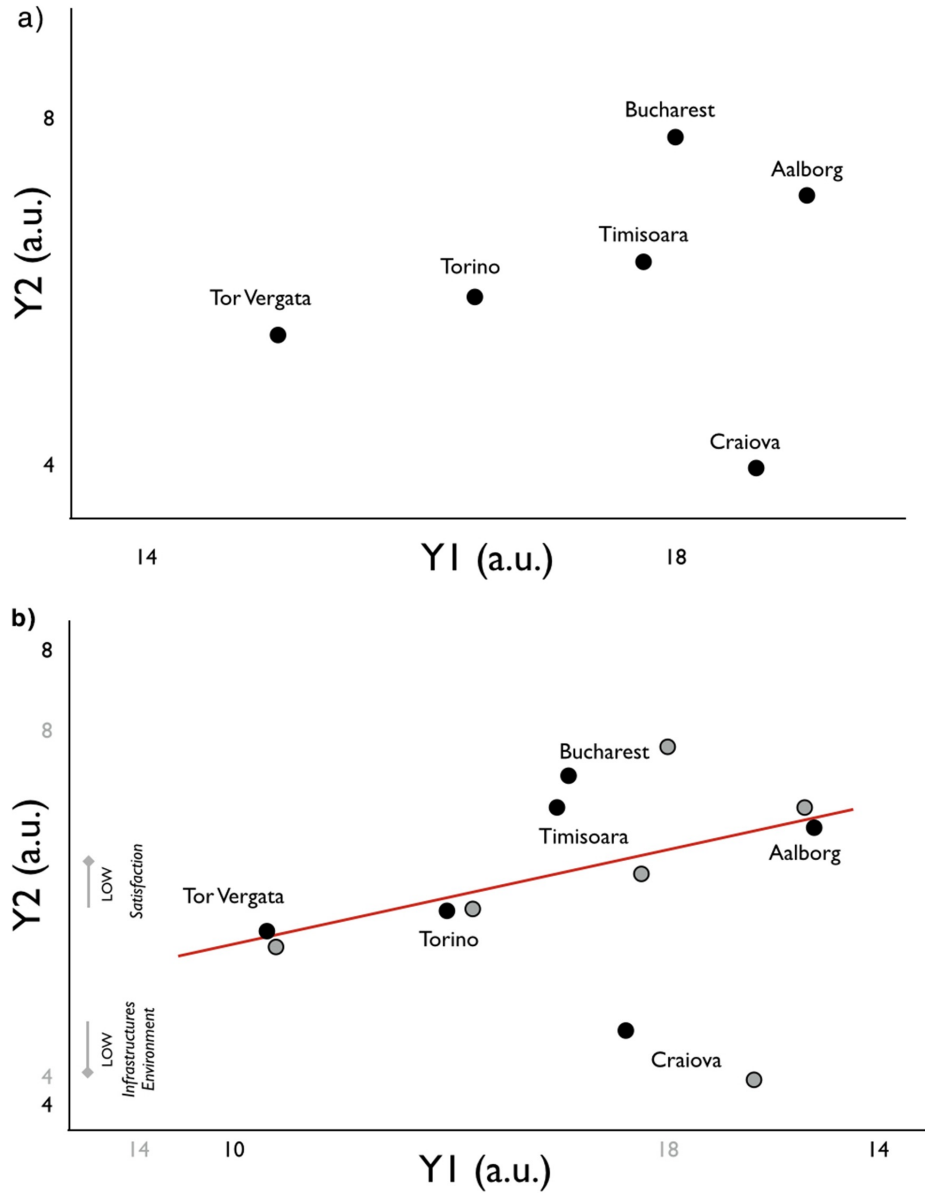 a)
8
Bucharest
Aalborg
Timisoara
Torino
Tor Vergata
Y2 (a.u.)
Craiova
4
14
Y1 (a.u.)
18
b)
8
8
Bucharest
Timisoara
Aalborg
Tor Vergata
Torino
Y2 (a.u.)
LOW
Satisfaction
LOW
Infrastructures
Environment
Craiova
4
4
14
10
18
14
Y1 (a.u.)